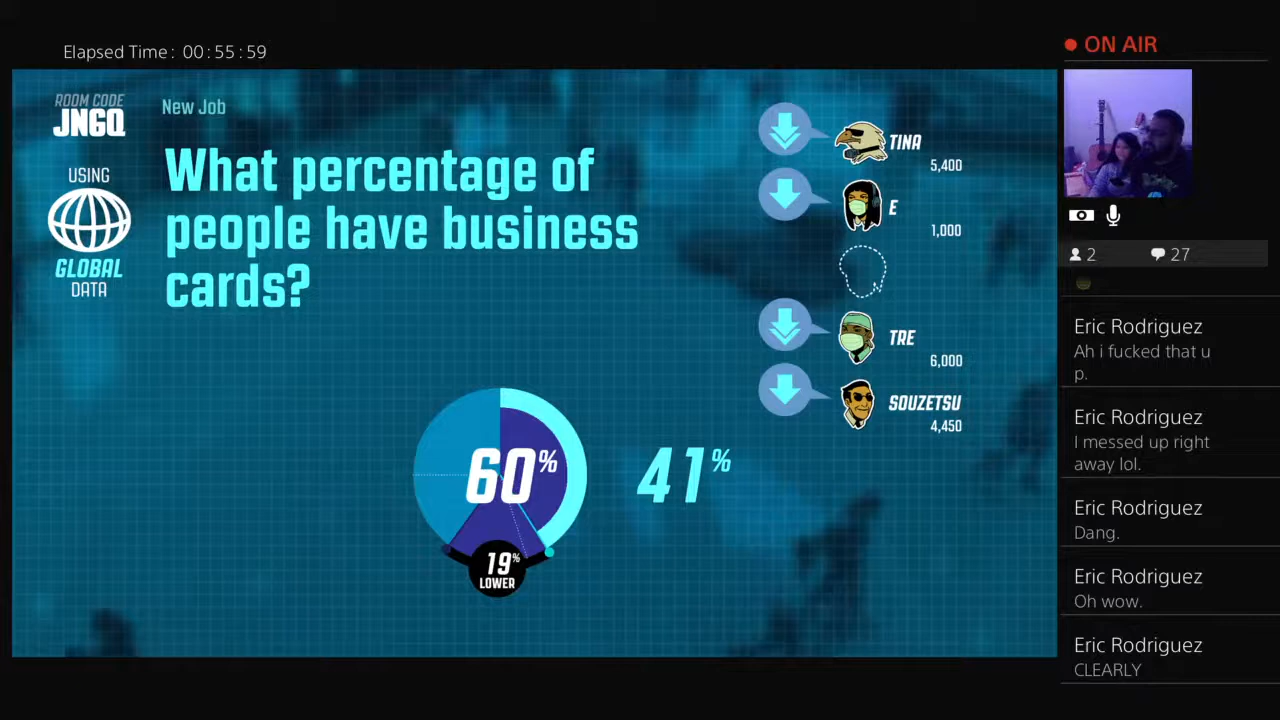 Elapsed Time: 00:55:59
ON AIR
ROOM CODE
JNGQ
USING
GLOBAL
DATA
New Job
What percentage of
people have business
cards?
TINA
5,400
E
1,000
TRE
6,000
SOUZETSU
4,450
60%
41%
19%
LOWER
2
27
Eric Rodriguez
Ah i fucked that u
p.
Eric Rodriguez
I messed up right
away lol.
Eric Rodriguez
Dang.
Eric Rodriguez
Oh wow.
Eric Rodriguez
CLEARLY